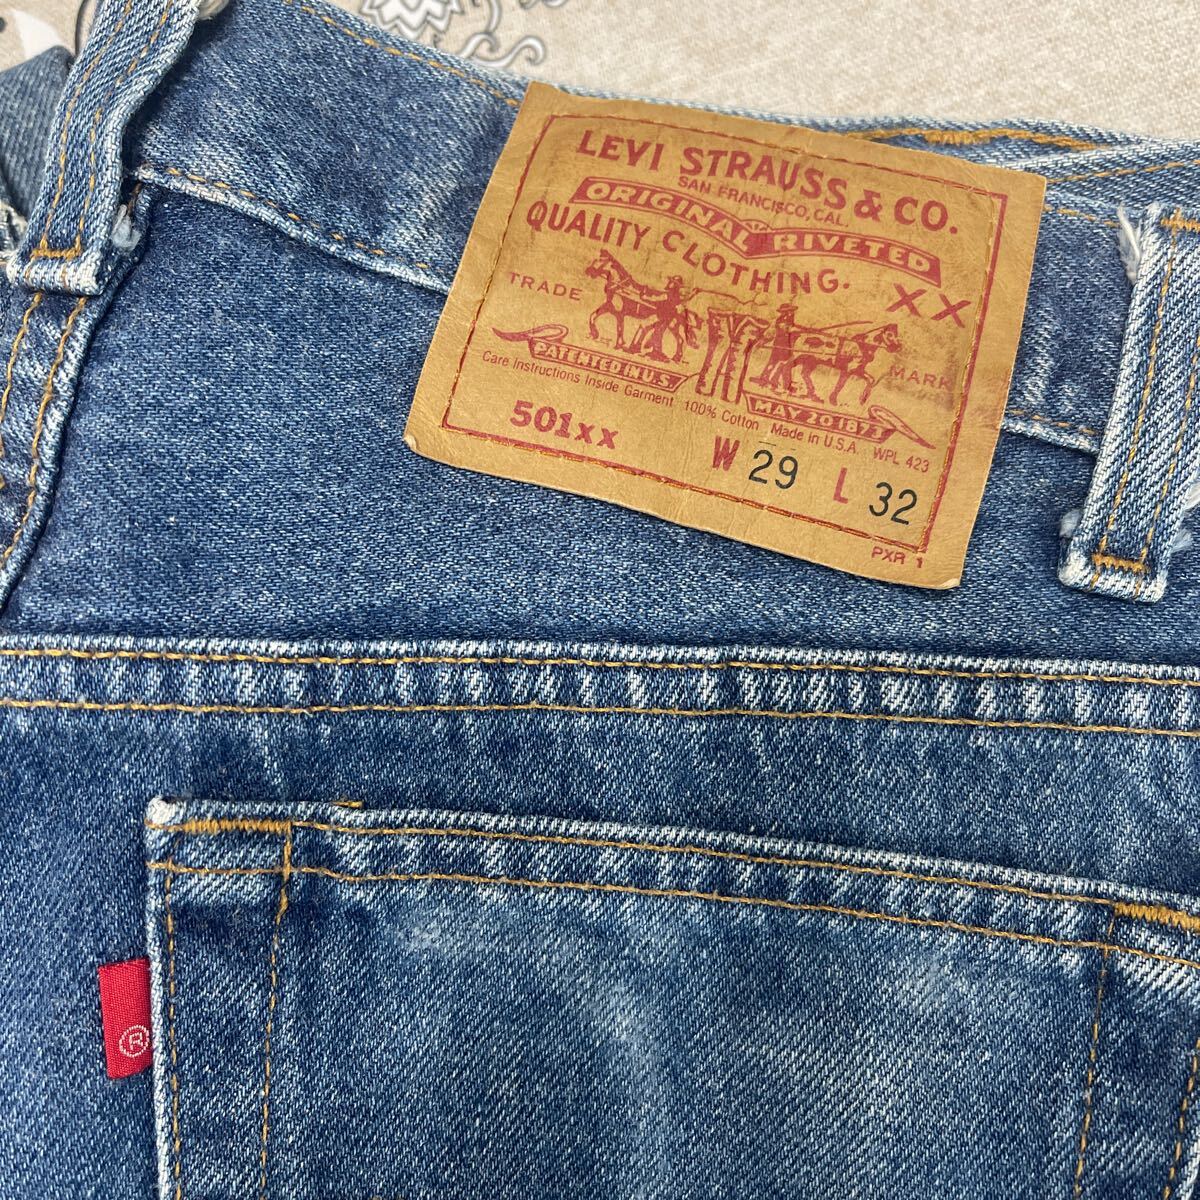 LEVI STRAUSS & CO.
SAN FRANCISCO, CAL.
ORIGINAL RIVETED
QUALITY CLOTHING.
XX
TRADE MARK
PATENTED IN U.S. MAY 20 1873
Care Instructions Inside Garment 100% Cotton Made in U.S.A. WPL 423
501xx W 29 L 32
PXR 1
®